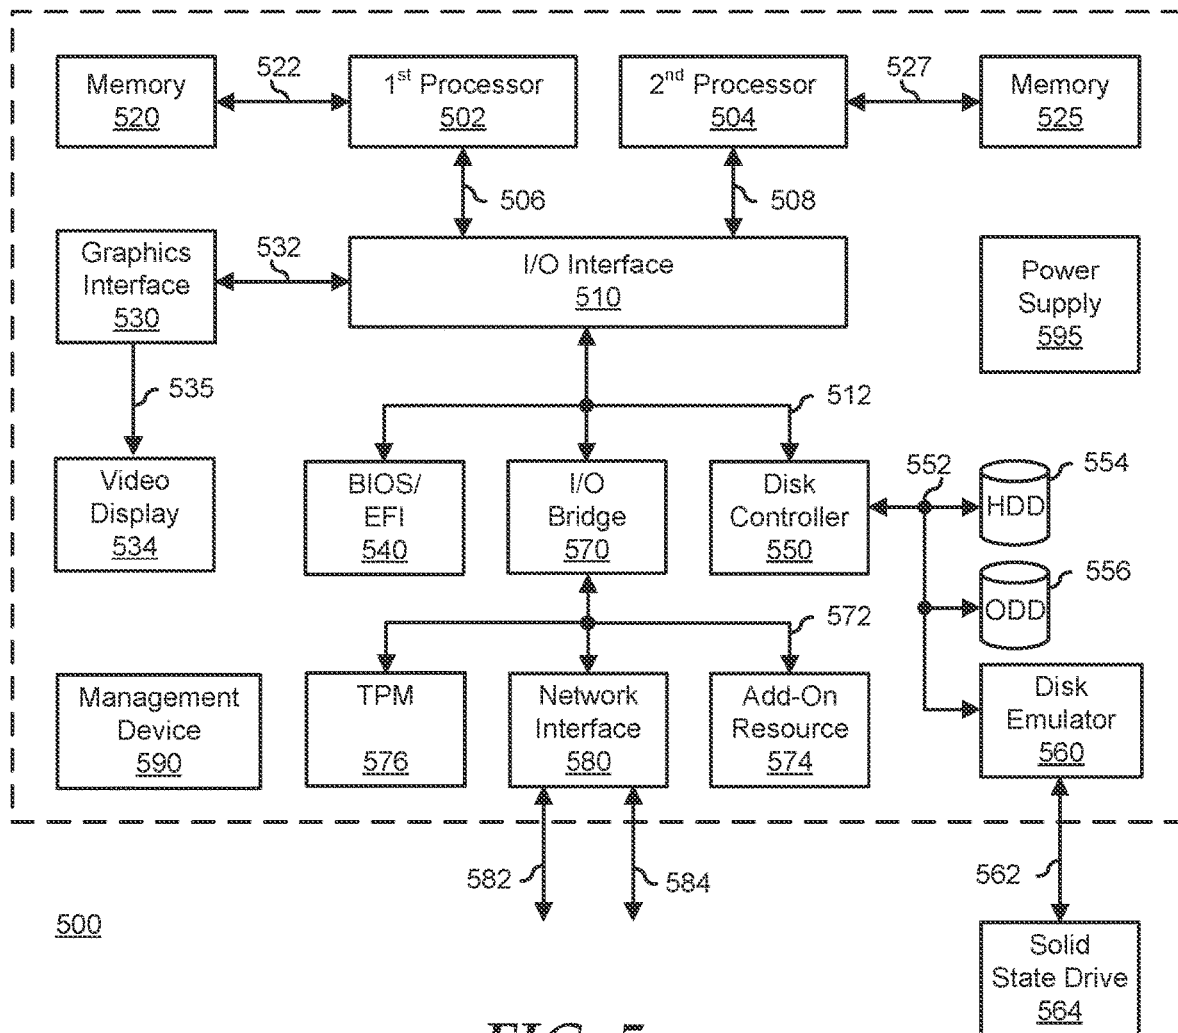 522
527
Memory
520
1st Processor
502
2nd Processor
504
Memory
525
506
508
Graphics
Interface
530
532
I/O Interface
510
Power
Supply
595
535
512
Video
Display
534
BIOS/
EFI
540
I/O
Bridge
570
Disk
Controller
550
552
554
HDD
556
ODD
572
Management
Device
590
TPM
576
Network
Interface
580
Add-On
Resource
574
Disk
Emulator
560
582
584
562
500
Solid
State Drive
564
FIG. 5